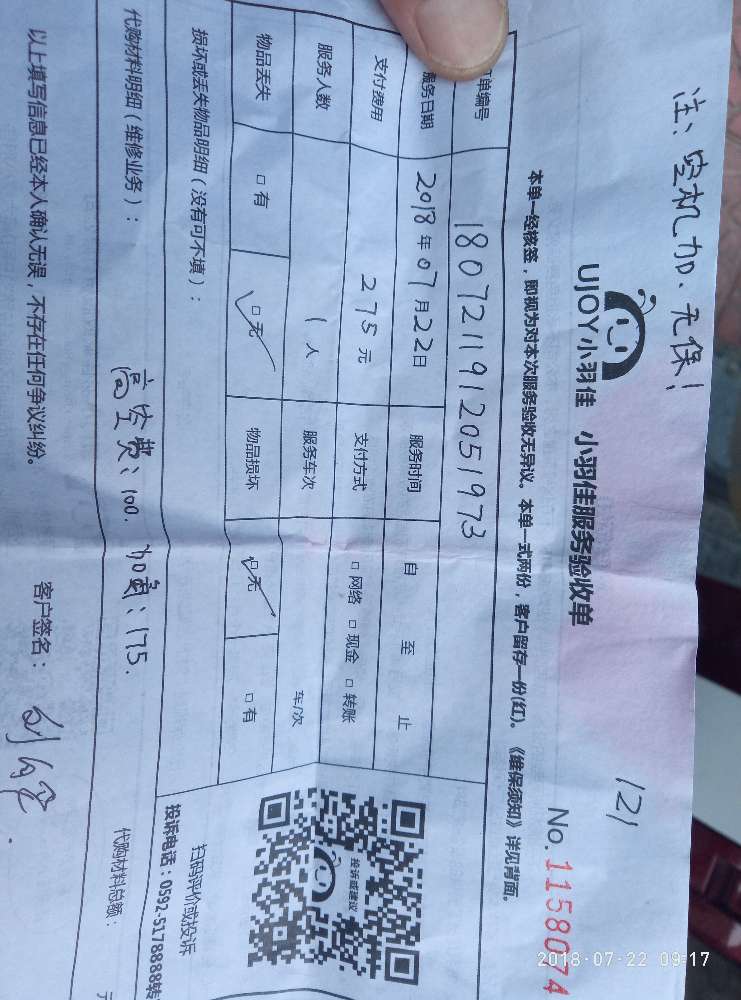 注：空机加.无保！
121
UJOY小羽佳 小羽佳服务验收单
No.1158074
本单一经核签，即视为对本次服务验收无异议。本单一式两份，客户留存一份(红)。《维保须知》详见背面。
单编号 180721191205 1973
服务日期 2018年07月22日 服务时间 自 至 止
支付费用 275元 支付方式 □网络 □现金 □转账
服务人数 1人 服务车次 车/次
物品丢失 □有 □无 物品损坏 □无 □有
损坏或丢失物品明细（没有可不填）：
投诉或建议
扫码评价或投诉
投诉电话：0592-5178888转
代购材料明细（维修业务）：
高空费：100. 加氟：175.
代购材料总额： 元
以上填写信息已经本人确认无误，不存在任何争议纠纷。 客户签名：
2018-07-22 09:17